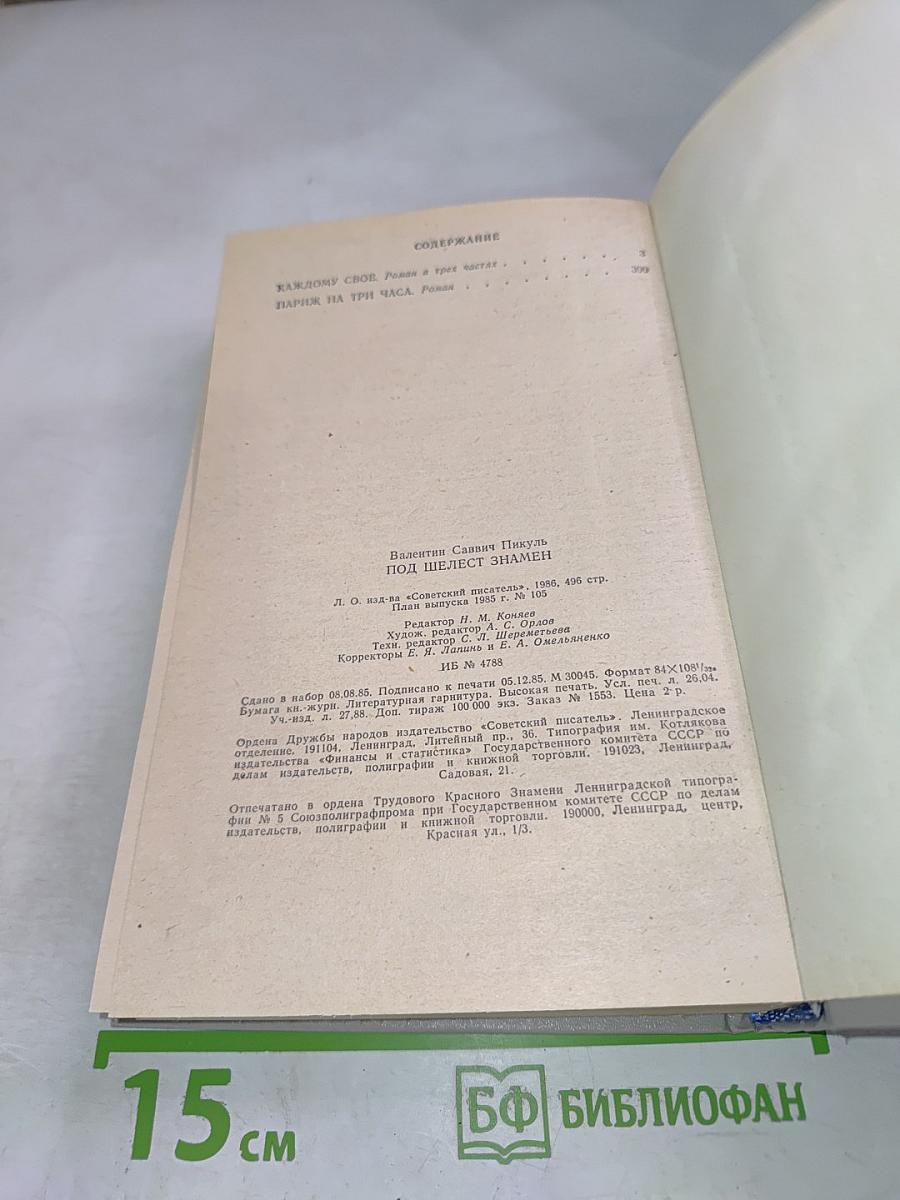 СОДЕРЖАНИЕ
КАЖДОМУ СВОЕ. Роман в трех частях . . . . . . 3
ПАРИЖ НА ТРИ ЧАСА. Роман . . . . . . . . 399
Валентин Саввич Пикуль
ПОД ШЕЛЕСТ ЗНАМЕН
Л. О. изд-ва «Советский писатель», 1986, 496 стр.
План выпуска 1985 г. № 105
Редактор Н. М. Коняев
Худож. редактор А. С. Орлов
Техн. редактор С. Л. Шереметьева
Корректоры Е. Я. Лапинь и Е. А. Омельяненко
ИБ № 4788
Сдано в набор 08.08.85. Подписано к печати 05.12.85. М 30045. Формат 84×108¹/₃₂.
Бумага кн.-журн. Литературная гарнитура. Высокая печать. Усл. печ. л. 26,04.
Уч.-изд. л. 27,88. Доп. тираж 100 000 экз. Заказ № 1553. Цена 2 р.
Ордена Дружбы народов издательство «Советский писатель». Ленинградское
отделение. 191104, Ленинград, Литейный пр., 36. Типография им. Котлякова
издательства «Финансы и статистика» Государственного комитета СССР по
делам издательств, полиграфии и книжной торговли. 191023, Ленинград,
Садовая, 21.
Отпечатано в ордена Трудового Красного Знамени Ленинградской типогра-
фии № 5 Союзполиграфпрома при Государственном комитете СССР по делам
издательств, полиграфии и книжной торговли. 190000, Ленинград, центр,
Красная ул., 1/3.
15 см
БФ БИБЛИОФАН